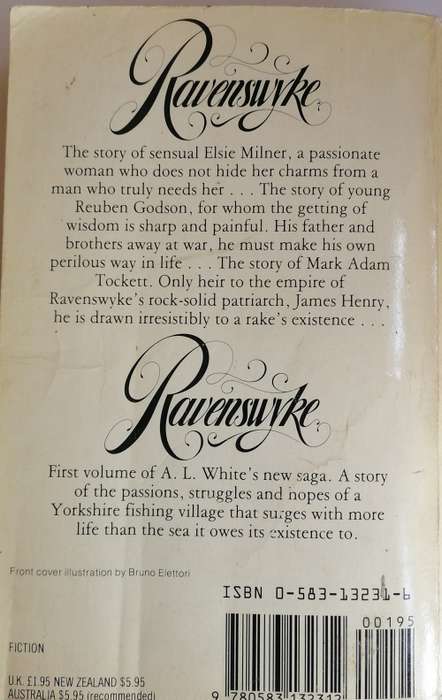 Ravenswyke
The story of sensual Elsie Milner, a passionate
woman who does not hide her charms from a
man who truly needs her . . . The story of young
Reuben Godson, for whom the getting of
wisdom is sharp and painful. His father and
brothers away at war, he must make his own
perilous way in life . . . The story of Mark Adam
Tockett. Only heir to the empire of
Ravenswyke's rock-solid patriarch, James Henry,
he is drawn irresistibly to a rake's existence . . .
Ravenswyke
First volume of A. L. White's new saga. A story
of the passions, struggles and hopes of a
Yorkshire fishing village that surges with more
life than the sea it owes its existence to.
Front cover illustration by Bruno Elettori
ISBN 0-583-13231-6
00195
FICTION
U.K. £1.95 NEW ZEALAND $5.95
AUSTRALIA $5.95 (recommended)
9 780583 132312